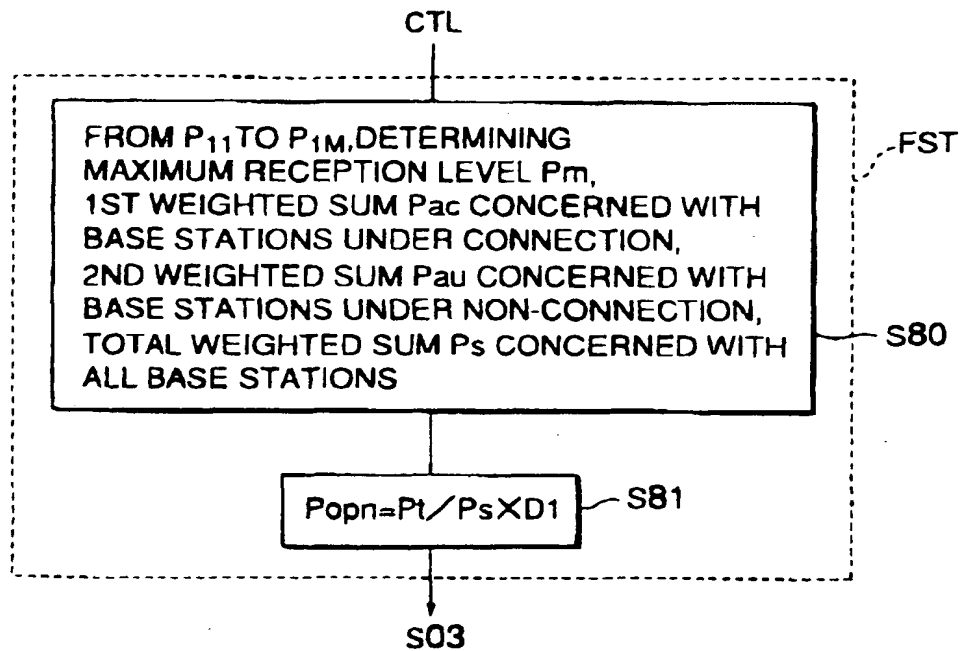 CTL
FROM P11 TO P1M, DETERMINING
MAXIMUM RECEPTION LEVEL Pm,
1ST WEIGHTED SUM Pac CONCERNED WITH
BASE STATIONS UNDER CONNECTION,
2ND WEIGHTED SUM Pau CONCERNED WITH
BASE STATIONS UNDER NON-CONNECTION,
TOTAL WEIGHTED SUM Ps CONCERNED WITH
ALL BASE STATIONS
FST
S80
Popn=Pt/Ps×D1
S81
S03